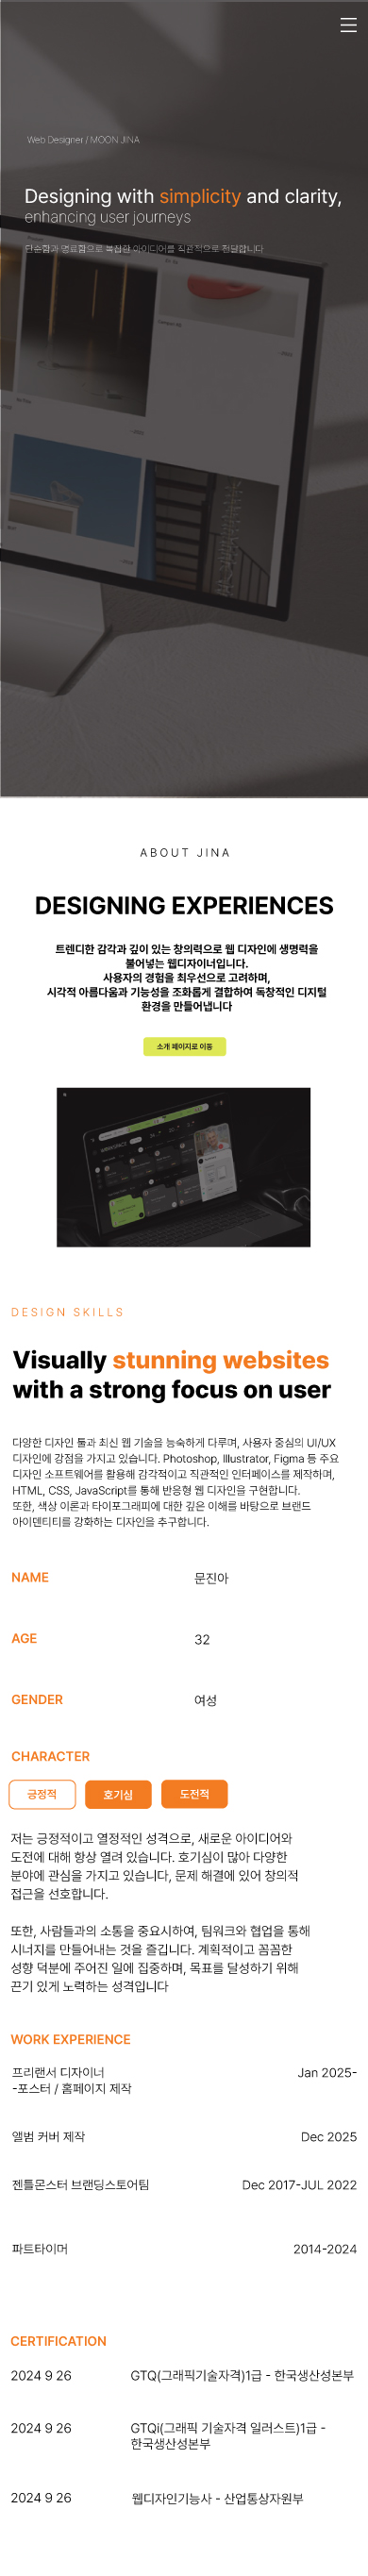 Web Designer / MOON JINA
Designing with simplicity and clarity,
enhancing user journeys
단순함과 명료함으로 복잡한 아이디어를 직관적으로 전달합니다
ABOUT JINA
DESIGNING EXPERIENCES
트렌디한 감각과 깊이 있는 창의력으로 웹 디자인에 생명력을
불어넣는 웹디자이너입니다.
사용자의 경험을 최우선으로 고려하며,
시각적 아름다움과 기능성을 조화롭게 결합하여 독창적인 디지털
환경을 만들어냅니다
소개 페이지로 이동
DESIGN SKILLS
Visually stunning websites
with a strong focus on user
다양한 디자인 툴과 최신 웹 기술을 능숙하게 다루며, 사용자 중심의 UI/UX
디자인에 강점을 가지고 있습니다. Photoshop, Illustrator, Figma 등 주요
디자인 소프트웨어를 활용해 감각적이고 직관적인 인터페이스를 제작하며,
HTML, CSS, JavaScript를 통해 반응형 웹 디자인을 구현합니다.
또한, 색상 이론과 타이포그래피에 대한 깊은 이해를 바탕으로 브랜드
아이덴티티를 강화하는 디자인을 추구합니다.
NAME 문진아
AGE 32
GENDER 여성
CHARACTER
긍정적 호기심 도전적
저는 긍정적이고 열정적인 성격으로, 새로운 아이디어와
도전에 대해 항상 열려 있습니다. 호기심이 많아 다양한
분야에 관심을 가지고 있습니다, 문제 해결에 있어 창의적
접근을 선호합니다.
또한, 사람들과의 소통을 중요시하여, 팀워크와 협업을 통해
시너지를 만들어내는 것을 즐깁니다. 계획적이고 꼼꼼한
성향 덕분에 주어진 일에 집중하며, 목표를 달성하기 위해
끈기 있게 노력하는 성격입니다
WORK EXPERIENCE
프리랜서 디자이너 Jan 2025-
-포스터 / 홈페이지 제작
앨범 커버 제작 Dec 2025
젠틀몬스터 브랜딩스토어팀 Dec 2017-JUL 2022
파트타이머 2014-2024
CERTIFICATION
2024 9 26 GTQ(그래픽기술자격)1급 - 한국생산성본부
2024 9 26 GTQi(그래픽 기술자격 일러스트)1급 -
한국생산성본부
2024 9 26 웹디자인기능사 - 산업통상자원부